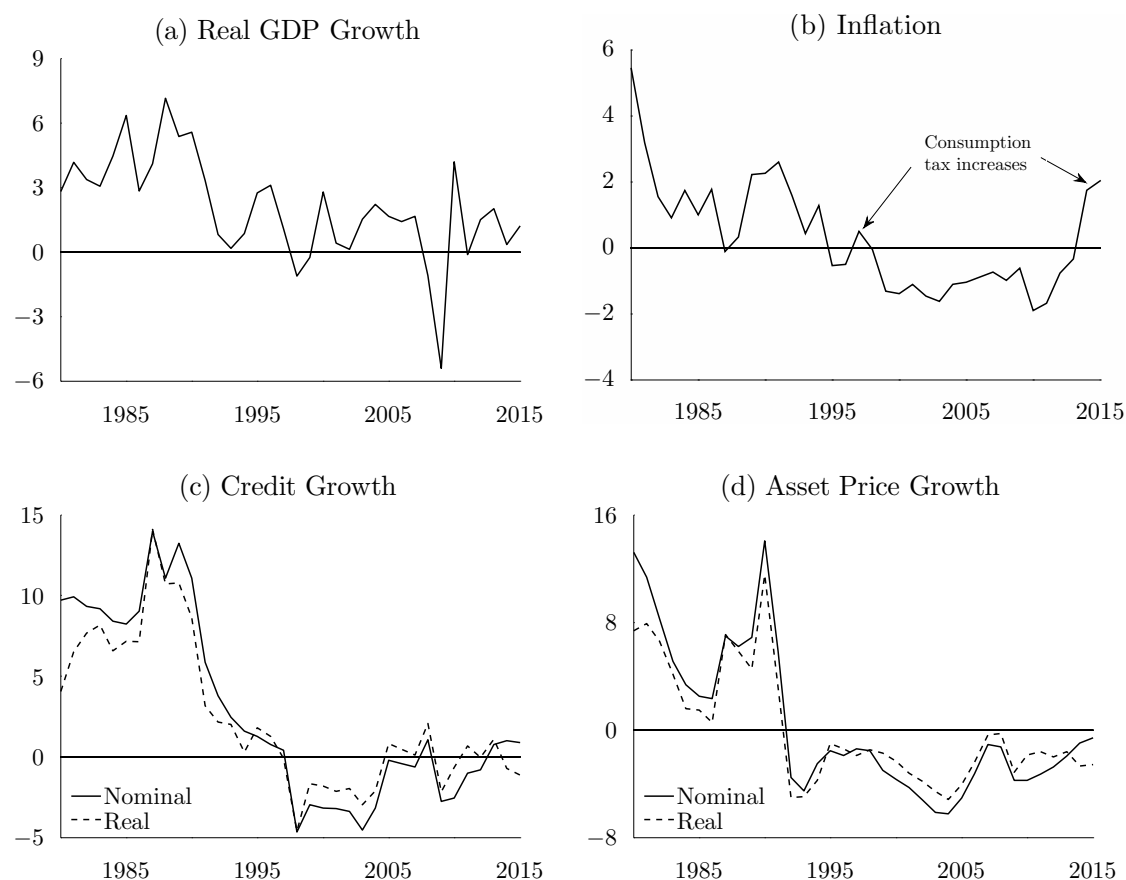 (a) Real GDP Growth
9
6
3
0
−3
−6
1985 1995 2005 2015
(b) Inflation
6
4
2
0
−2
−4
Consumption
tax increases
1985 1995 2005 2015
(c) Credit Growth
15
10
5
0
−5
Nominal
Real
1985 1995 2005 2015
(d) Asset Price Growth
16
8
0
−8
Nominal
Real
1985 1995 2005 2015